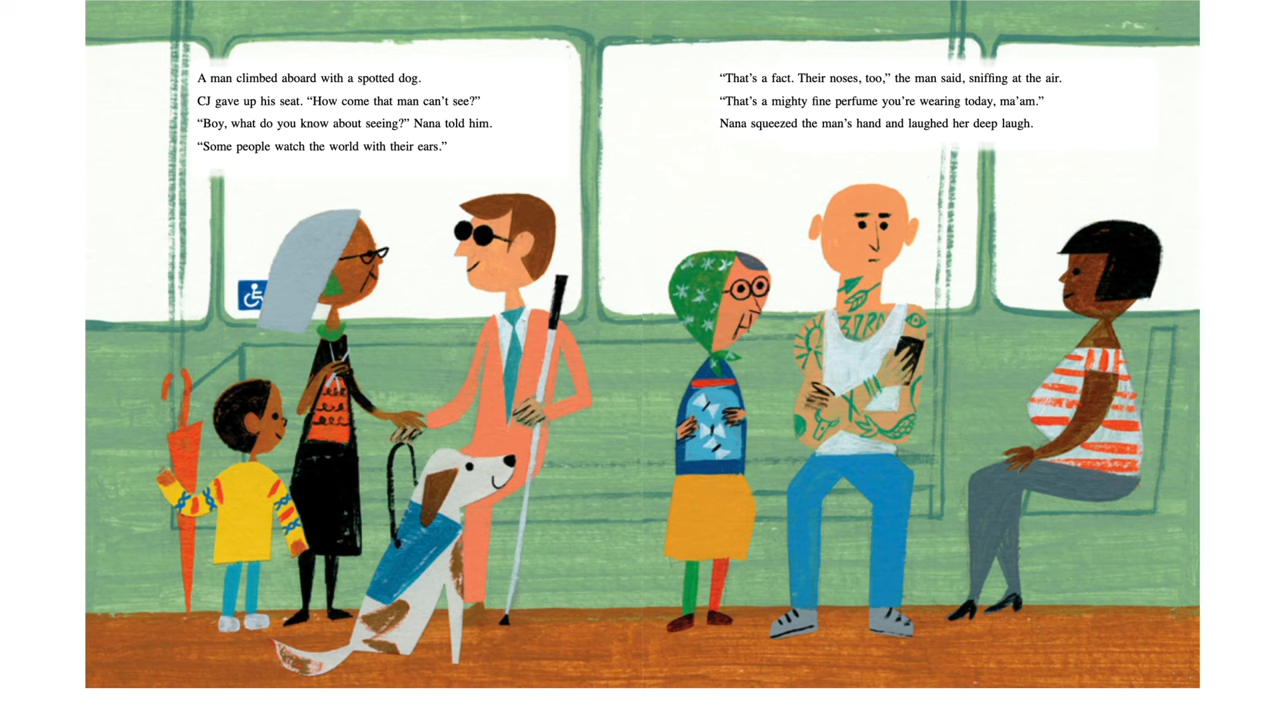 A man climbed aboard with a spotted dog.
CJ gave up his seat. “How come that man can’t see?”
“Boy, what do you know about seeing?” Nana told him.
“Some people watch the world with their ears.”
“That’s a fact. Their noses, too,” the man said, sniffing at the air.
“That’s a mighty fine perfume you’re wearing today, ma’am.”
Nana squeezed the man’s hand and laughed her deep laugh.